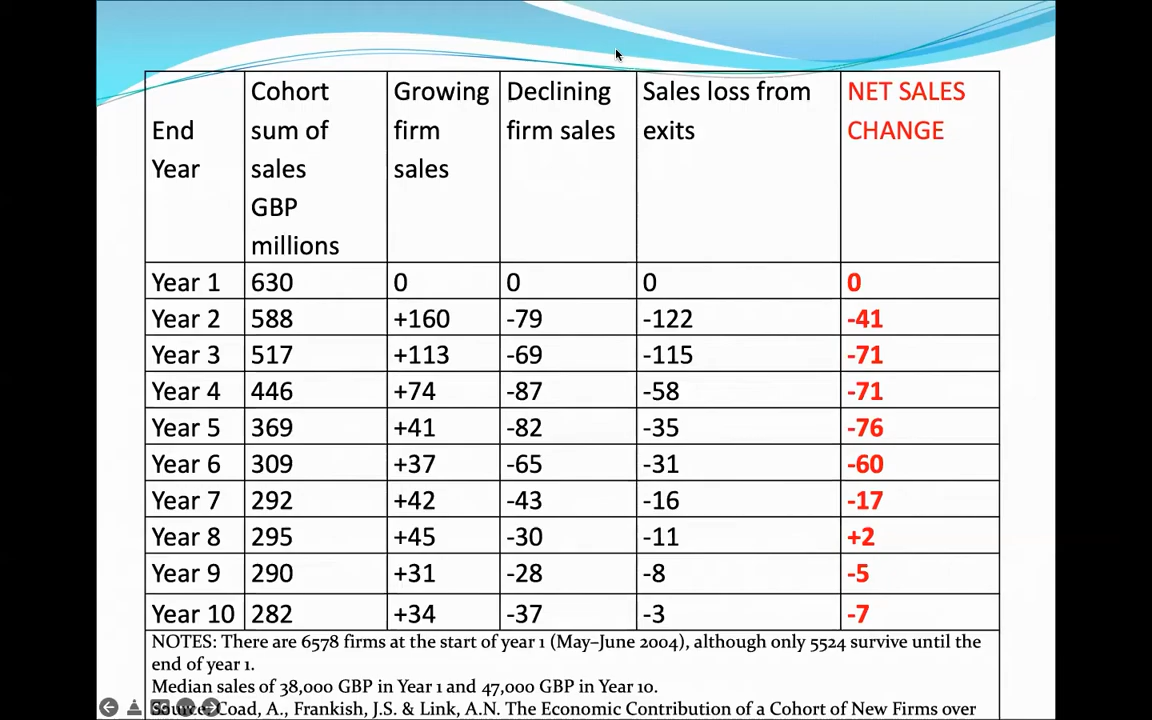 End Year Cohort sum of sales GBP millions Growing firm sales Declining firm sales Sales loss from exits NET SALES CHANGE
Year 1 630 0 0 0 0
Year 2 588 +160 -79 -122 -41
Year 3 517 +113 -69 -115 -71
Year 4 446 +74 -87 -58 -71
Year 5 369 +41 -82 -35 -76
Year 6 309 +37 -65 -31 -60
Year 7 292 +42 -43 -16 -17
Year 8 295 +45 -30 -11 +2
Year 9 290 +31 -28 -8 -5
Year 10 282 +34 -37 -3 -7
NOTES: There are 6578 firms at the start of year 1 (May–June 2004), although only 5524 survive until the
end of year 1.
Median sales of 38,000 GBP in Year 1 and 47,000 GBP in Year 10.
Source: Coad, A., Frankish, J.S. & Link, A.N. The Economic Contribution of a Cohort of New Firms over